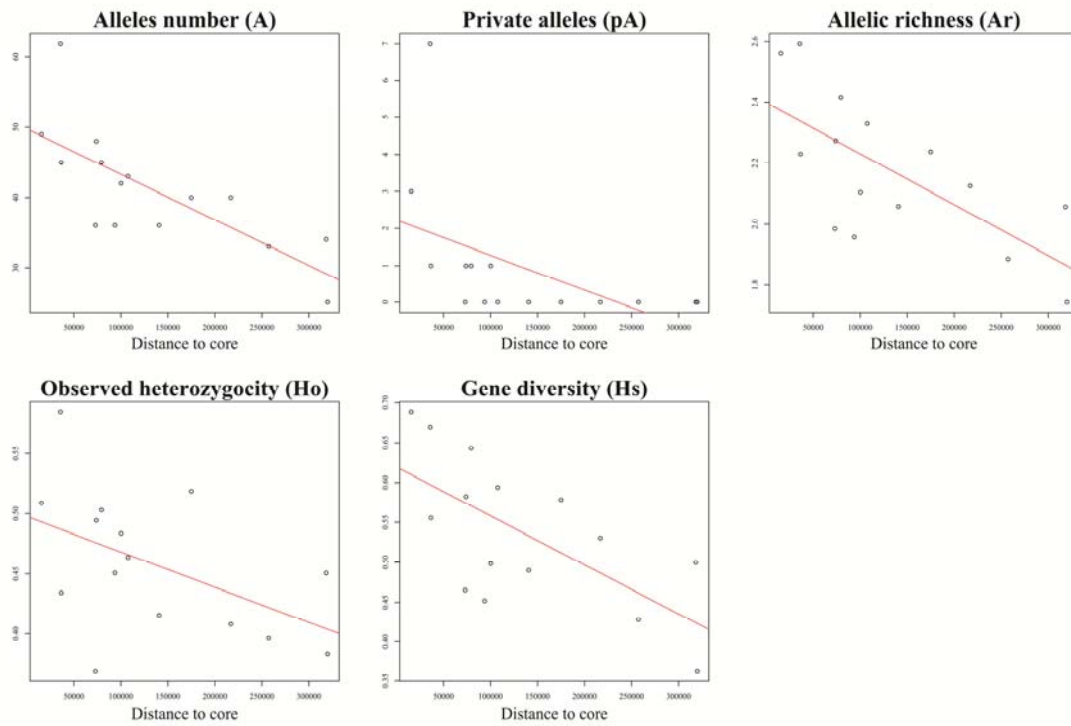 Alleles number (A)
60
50
40
30
50000 100000 150000 200000 250000 300000
Distance to core
Private alleles (pA)
7
6
5
4
3
2
1
0
50000 100000 150000 200000 250000 300000
Distance to core
Allelic richness (Ar)
2.6
2.4
2.2
2.0
1.8
50000 100000 150000 200000 250000 300000
Distance to core
Observed heterozygocity (Ho)
0.55
0.50
0.45
0.40
50000 100000 150000 200000 250000 300000
Distance to core
Gene diversity (Hs)
0.70
0.65
0.60
0.55
0.50
0.45
0.40
0.35
50000 100000 150000 200000 250000 300000
Distance to core